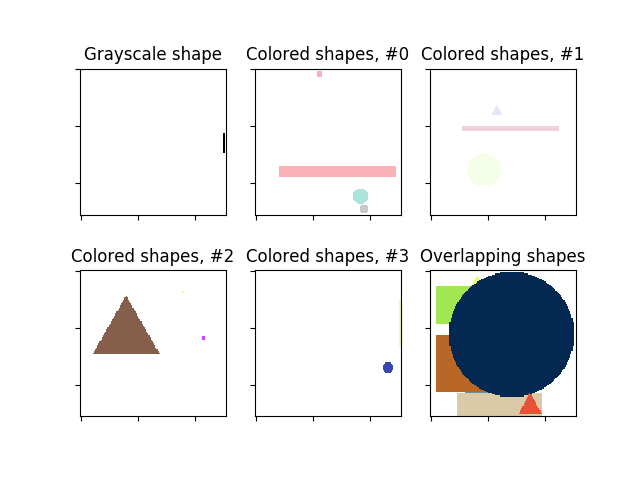 Grayscale shape
Colored shapes, #0
Colored shapes, #1
Colored shapes, #2
Colored shapes, #3
Overlapping shapes